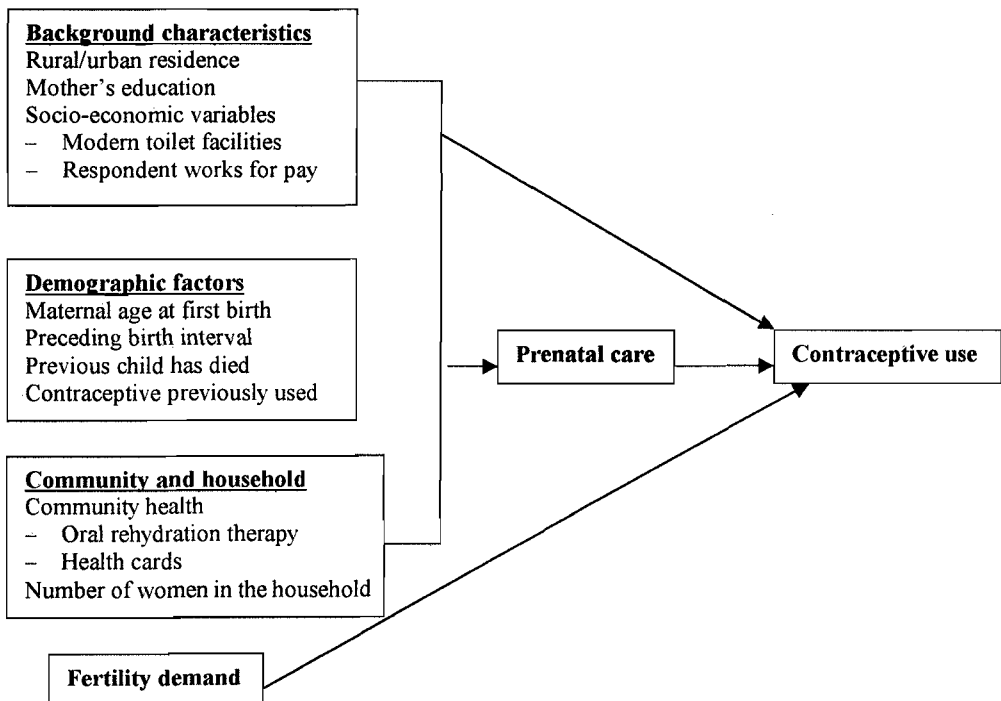 Background characteristics
Rural/urban residence
Mother's education
Socio-economic variables
– Modern toilet facilities
– Respondent works for pay
Demographic factors
Maternal age at first birth
Preceding birth interval
Previous child has died
Contraceptive previously used
Prenatal care
Contraceptive use
Community and household
Community health
– Oral rehydration therapy
– Health cards
Number of women in the household
Fertility demand